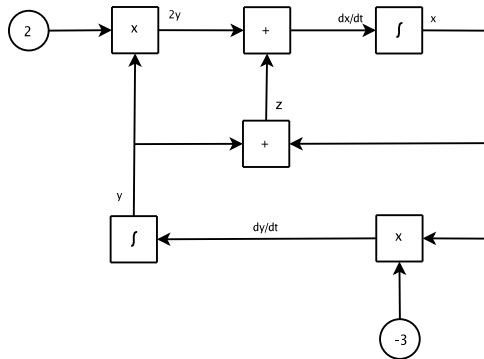 2y dx/dt x
2 x + ∫
z
+
y
dy/dt
∫ x
-3